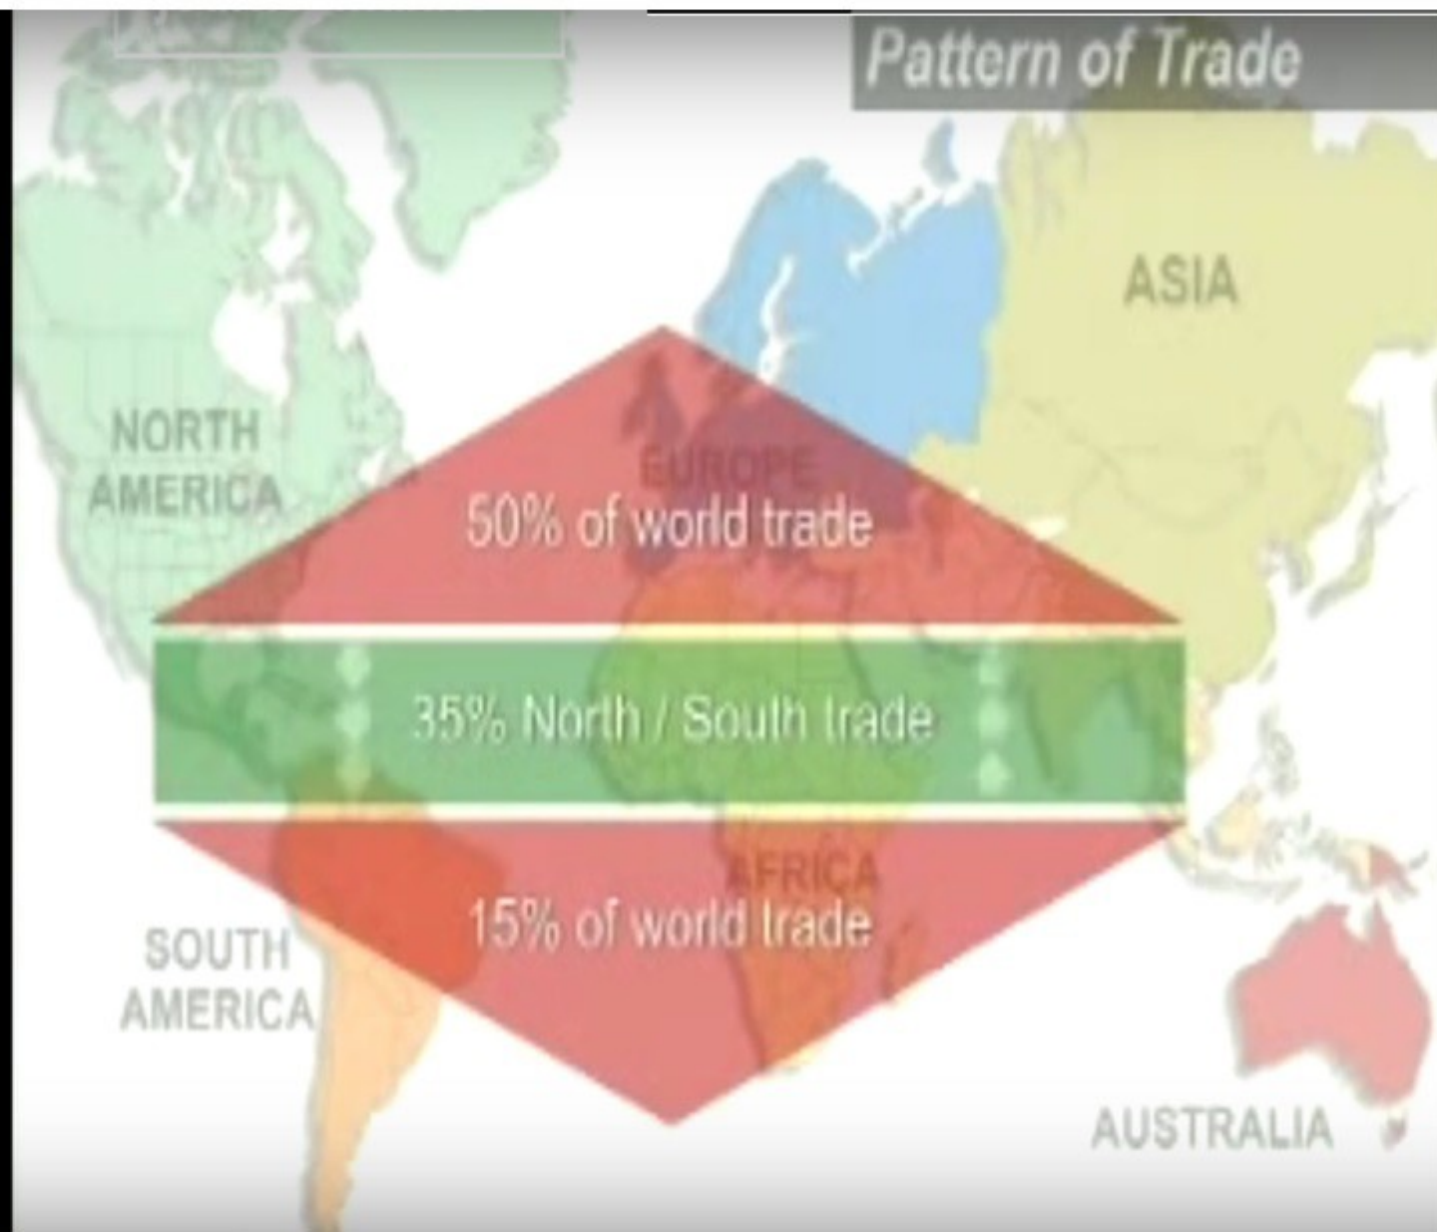 Pattern of Trade
ASIA
NORTH
AMERICA
EUROPE
50% of world trade
35% North / South trade
AFRICA
15% of world trade
SOUTH
AMERICA
AUSTRALIA